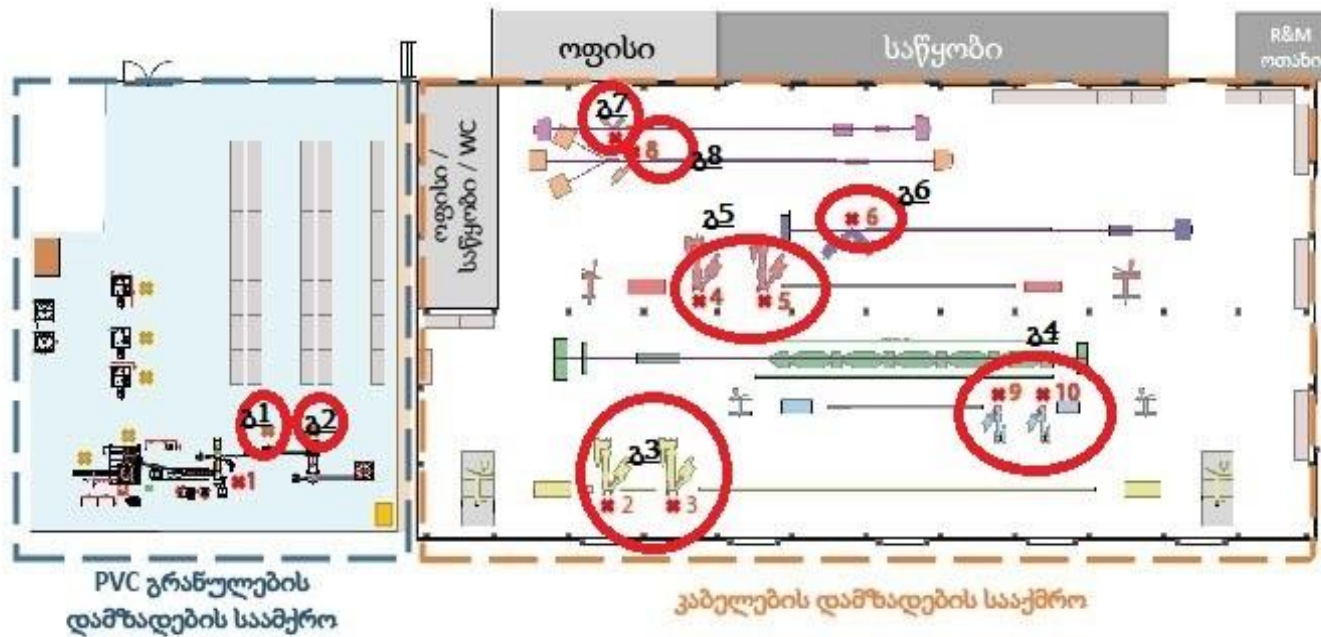 ოფისი
საწყობი
R&M
ოთახი
ოფისი /
საწყობი / WC
გ7
8
გ8
გ6
6
გ5
4
5
გ4
9
10
გ1
გ2
1
გ3
2
3
PVC გრანულების
დამზადების საამქრო
კაბელების დამზადების სააქმრო